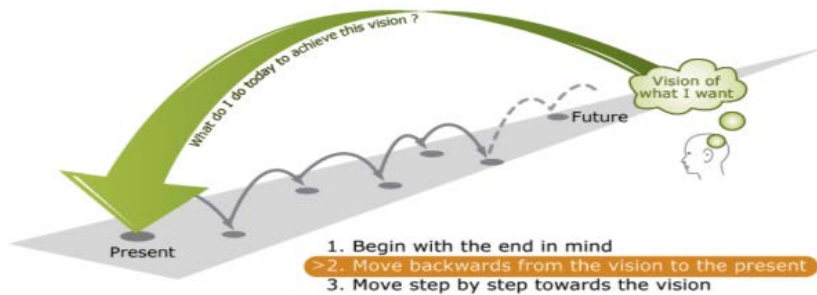 What do I do today to achieve this vision ?
Vision of
what I want
Future
Present
1. Begin with the end in mind
>2. Move backwards from the vision to the present
3. Move step by step towards the vision